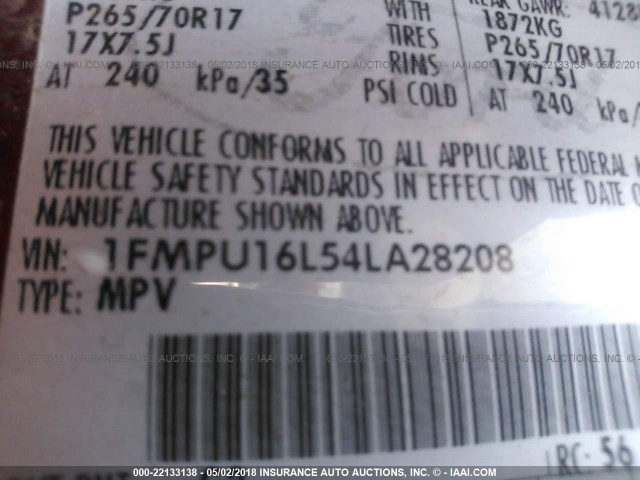 P265/70R17 WITH 1872KG
17X7.5J TIRES P265/70R17
RIMS 17X7.5J
AT 240 kPa/35 PSI COLD AT 240 kPa/
THIS VEHICLE CONFORMS TO ALL APPLICABLE FEDERAL
VEHICLE SAFETY STANDARDS IN EFFECT ON THE DATE
MANUFACTURE SHOWN ABOVE.
VIN: 1FMPU16L54LA28208
TYPE: MPV
RC: 56
000-22133138 - 05/02/2018 INSURANCE AUTO AUCTIONS, INC. - © - IAAI.COM